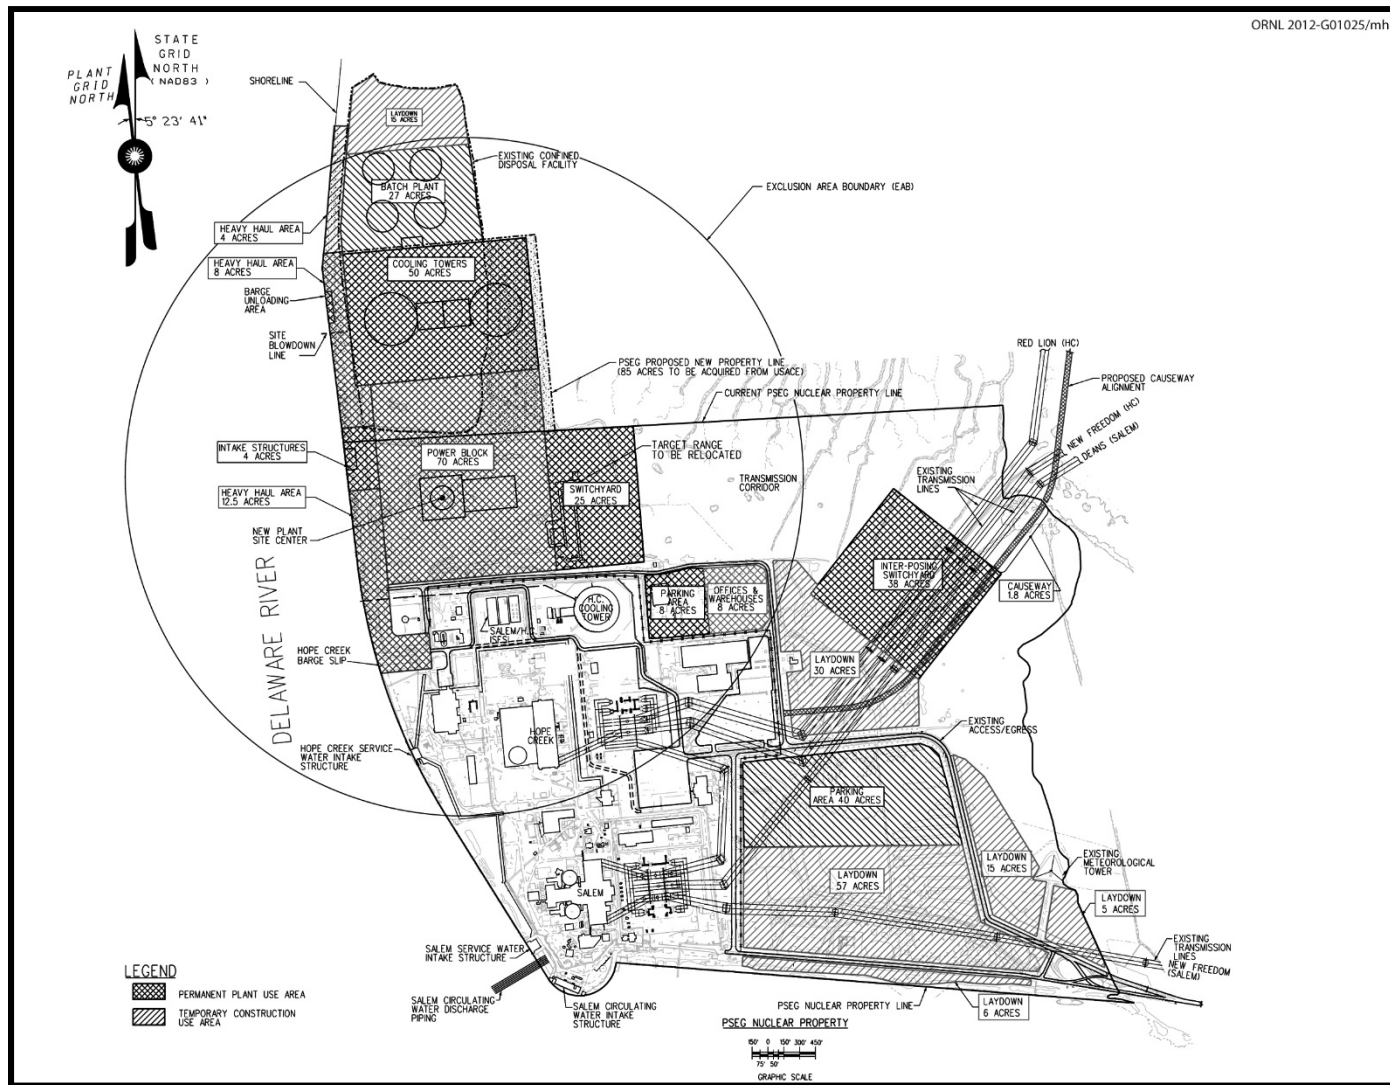 ORNL 2012-G01025/mh
STATE
GRID
NORTH
( NAD83 )
PLANT
GRID
NORTH
5° 23' 41"
SHORELINE
LAYDOWN
15 ACRES
EXISTING CONFINED
DISPOSAL FACILITY
BATCH PLANT
27 ACRES
EXCLUSION AREA BOUNDARY (EAB)
HEAVY HAUL AREA
4 ACRES
HEAVY HAUL AREA
8 ACRES
COOLING TOWERS
50 ACRES
BARGE
UNLOADING
AREA
SITE
BLOWDOWN
LINE
PSEG PROPOSED NEW PROPERTY LINE
(85 ACRES TO BE ACQUIRED FROM USACE)
CURRENT PSEG NUCLEAR PROPERTY LINE
RED LION (HC)
PROPOSED CAUSEWAY
ALIGNMENT
NEW FREEDOM (HC)
DEANS (SALEM)
INTAKE STRUCTURES
4 ACRES
POWER BLOCK
70 ACRES
TARGET RANGE
TO BE RELOCATED
TRANSMISSION
CORRIDOR
EXISTING
TRANSMISSION
LINES
HEAVY HAUL AREA
12.5 ACRES
SWITCHYARD
25 ACRES
NEW PLANT
SITE CENTER
INTER-POSING
SWITCHYARD
38 ACRES
CAUSEWAY
1.8 ACRES
DELAWARE RIVER
H.C.
COOLING
TOWER
PARKING
AREA
8 ACRES
OFFICES &
WAREHOUSES
8 ACRES
SALEM/H.C.
ISFSI
HOPE CREEK
BARGE SLIP
LAYDOWN
30 ACRES
EXISTING
ACCESS/EGRESS
HOPE
CREEK
HOPE CREEK SERVICE
WATER INTAKE
STRUCTURE
PARKING
AREA 40 ACRES
LAYDOWN
15 ACRES
EXISTING
METEOROLOGICAL
TOWER
LAYDOWN
57 ACRES
SALEM
LAYDOWN
5 ACRES
SALEM SERVICE WATER
INTAKE STRUCTURE
EXISTING
TRANSMISSION
LINES
NEW FREEDOM
(SALEM)
LEGEND
PERMANENT PLANT USE AREA
TEMPORARY CONSTRUCTION
USE AREA
SALEM CIRCULATING
WATER DISCHARGE
PIPING
SALEM CIRCULATING
WATER INTAKE
STRUCTURE
PSEG NUCLEAR PROPERTY LINE
LAYDOWN
6 ACRES
PSEG NUCLEAR PROPERTY
150' 0 150' 300' 450'
75' 50'
GRAPHIC SCALE